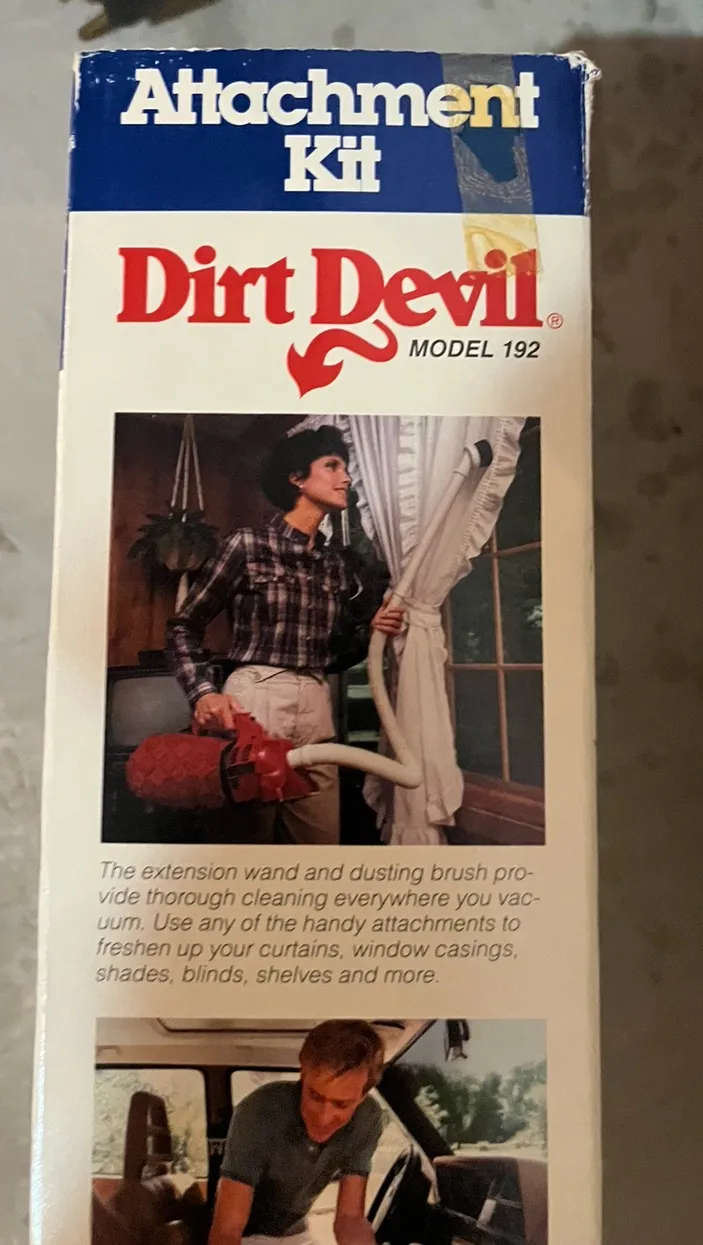 Attachment
Kit
Dirt Devil®
MODEL 192
The extension wand and dusting brush pro-
vide thorough cleaning everywhere you vac-
uum. Use any of the handy attachments to
freshen up your curtains, window casings,
shades, blinds, shelves and more.